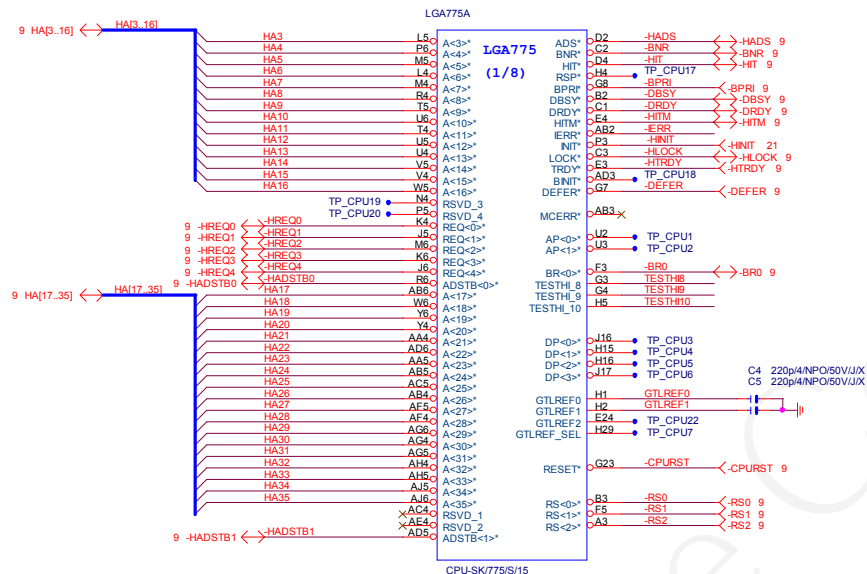 LGA775A
9 HA[3..16] HA[3..16]
LGA775
(1/8)
HA3 L5 A<3>* ADS* D2 -HADS -HADS 9
HA4 P6 A<4>* BNR* C2 -BNR -BNR 9
HA5 M5 A<5>* HIT* D4 -HIT -HIT 9
HA6 L4 A<6>* RSP* H4 TP_CPU17
HA7 M4 A<7>* BPRI* G8 -BPRI -BPRI 9
HA8 R4 A<8>* DBSY* B2 -DBSY -DBSY 9
HA9 T5 A<9>* DRDY* C1 -DRDY -DRDY 9
HA10 U6 A<10>* HITM* E4 -HITM -HITM 9
HA11 T4 A<11>* IERR* AB2 -IERR
HA12 U5 A<12>* INIT* P3 -HINIT -HINIT 21
HA13 U4 A<13>* LOCK* C3 -HLOCK -HLOCK 9
HA14 V5 A<14>* TRDY* E3 -HTRDY -HTRDY 9
HA15 V4 A<15>* BINIT* AD3 TP_CPU18
HA16 W5 A<16>* DEFER* G7 -DEFER -DEFER 9
TP_CPU19 N4 RSVD_3
TP_CPU20 P5 RSVD_4 MCERR* AB3
9 -HREQ0 -HREQ0 K4 REQ<0>*
9 -HREQ1 -HREQ1 J5 REQ<1>* AP<0>* U2 TP_CPU1
9 -HREQ2 -HREQ2 M6 REQ<2>* AP<1>* U3 TP_CPU2
9 -HREQ3 -HREQ3 K6 REQ<3>*
9 -HREQ4 -HREQ4 J6 REQ<4>* BR<0>* F3 -BR0 -BR0 9
9 -HADSTB0 -HADSTB0 R6 ADSTB<0>* TESTHI_8 G3 TESTHI8
9 HA[17..35] HA[17..35]
HA17 AB6 A<17>* TESTHI_9 G4 TESTHI9
HA18 W6 A<18>* TESTHI_10 H5 TESTHI10
HA19 Y6 A<19>*
HA20 Y4 A<20>*
HA21 AA4 A<21>* DP<0>* J16 TP_CPU3
HA22 AD6 A<22>* DP<1>* H15 TP_CPU4
HA23 AA5 A<23>* DP<2>* H16 TP_CPU5
HA24 AB5 A<24>* DP<3>* J17 TP_CPU6
C4 220p/4/NPO/50V/J/X
C5 220p/4/NPO/50V/J/X
HA25 AC5 A<25>*
HA26 AB4 A<26>* GTLREF0 H1 GTLREF0
HA27 AF5 A<27>* GTLREF1 H2 GTLREF1
HA28 AF4 A<28>* GTLREF2 E24 TP_CPU22
HA29 AG6 A<29>* GTLREF_SEL H29 TP_CPU7
HA30 AG4 A<30>*
HA31 AG5 A<31>*
HA32 AH4 A<32>* RESET* G23 -CPURST -CPURST 9
HA33 AH5 A<33>*
HA34 AJ5 A<34>*
HA35 AJ6 A<35>* RS<0>* B3 -RS0 -RS0 9
AC4 RSVD_1 RS<1>* F5 -RS1 -RS1 9
AE4 RSVD_2 RS<2>* A3 -RS2 -RS2 9
9 -HADSTB1 -HADSTB1 AD5 ADSTB<1>*
CPU-SK/775/S/15